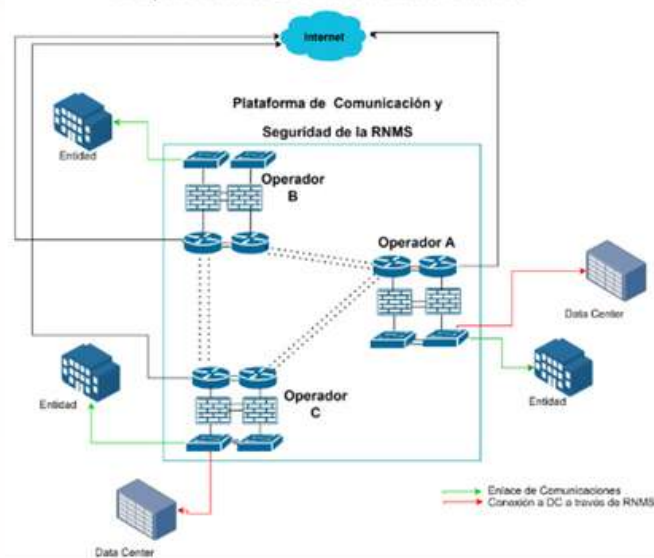 Internet
Plataforma de Comunicación y
Seguridad de la RNMS
Entidad
Operador
B
Operador A
Data Center
Entidad
Entidad
Operador
C
Enlace de Comunicaciones
Conexión a DC a través de RNMS
Data Center